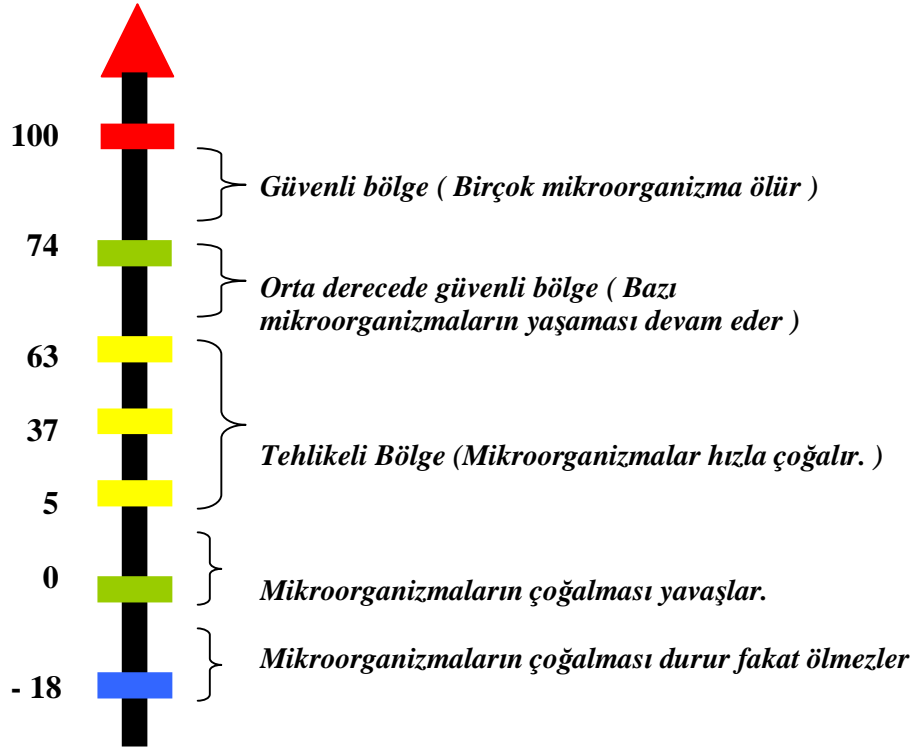 100
Güvenli bölge ( Birçok mikroorganizma ölür )
74
Orta derecede güvenli bölge ( Bazı
mikroorganizmaların yaşaması devam eder )
63
37
Tehlikeli Bölge (Mikroorganizmalar hızla çoğalır. )
5
0
Mikroorganizmaların çoğalması yavaşlar.
Mikroorganizmaların çoğalması durur fakat ölmezler
- 18